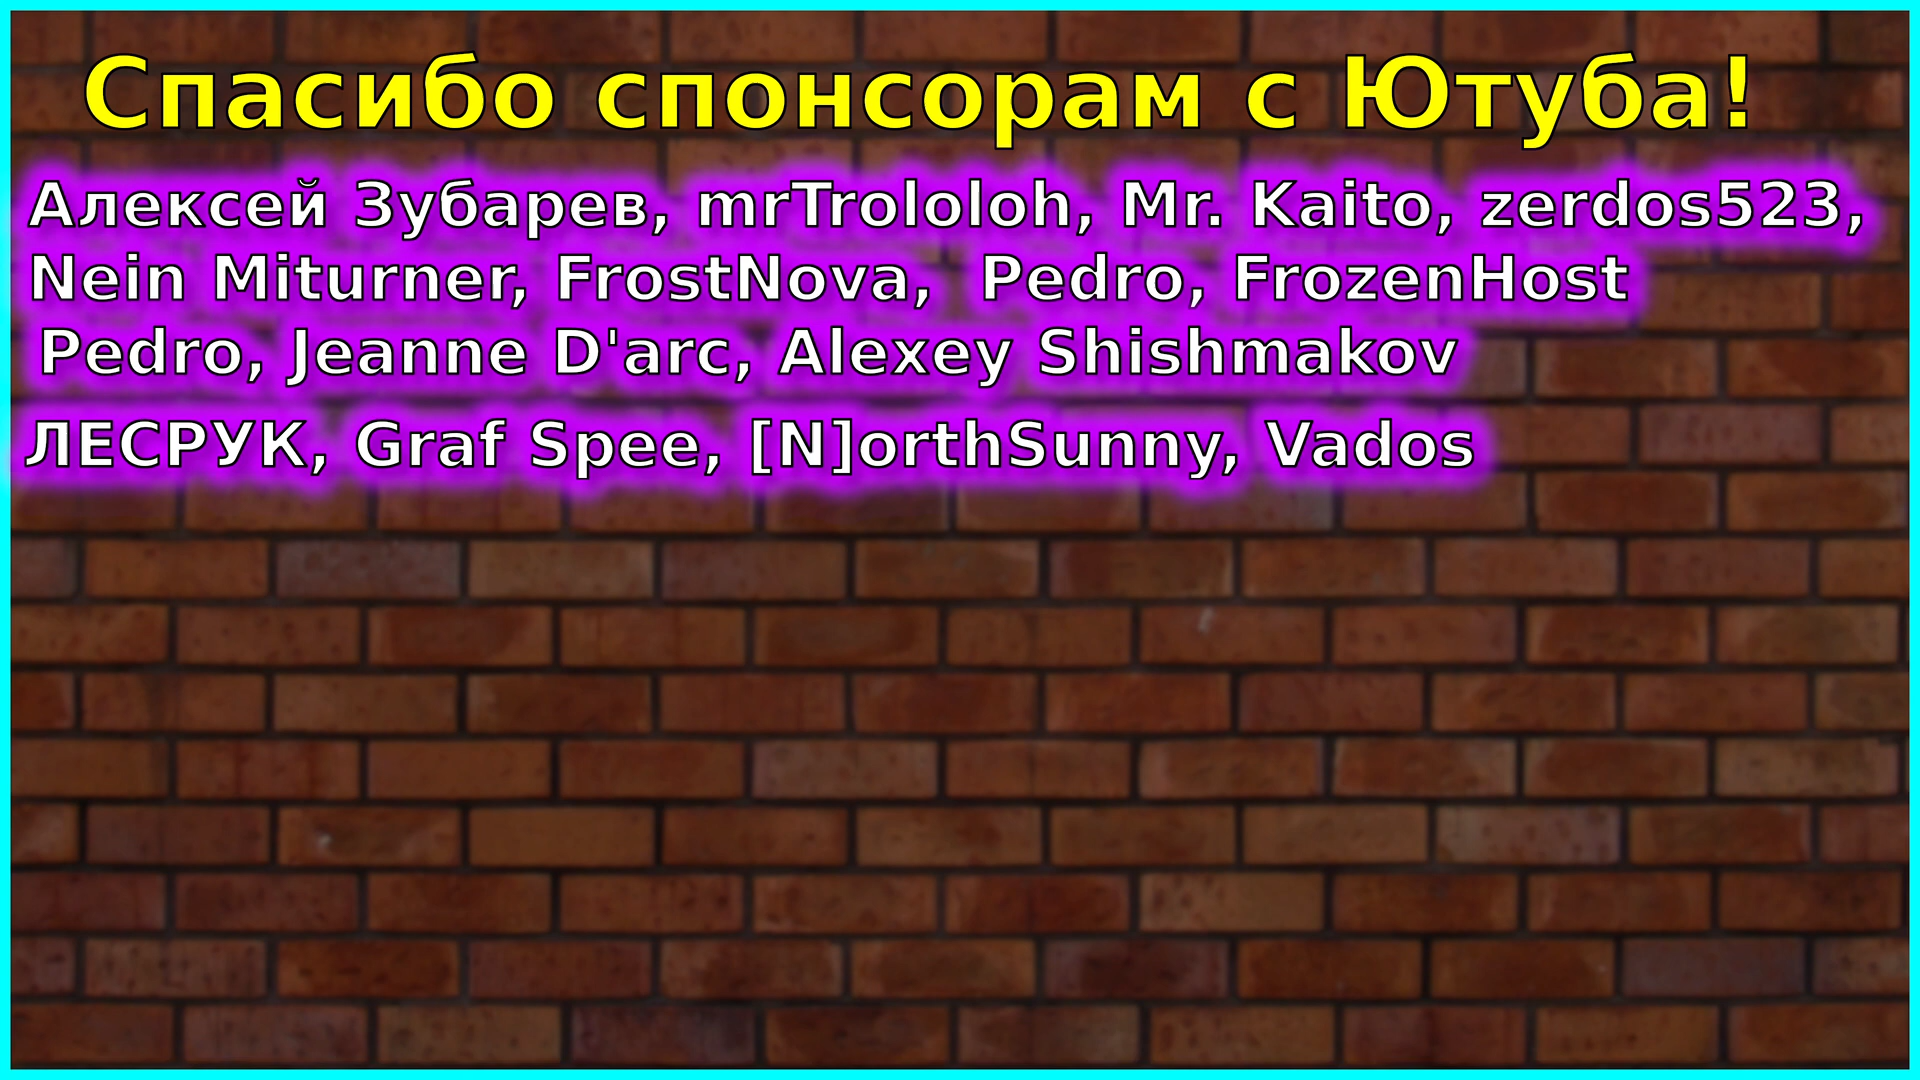 Спасибо спонсорам с Ютуба!
Алексей Зубарев, mrTrololoh, Mr. Kaito, zerdos523,
Nein Miturner, FrostNova, Pedro, FrozenHost
Pedro, Jeanne D'arc, Alexey Shishmakov
ЛЕСРУК, Graf Spee, [N]orthSunny, Vados